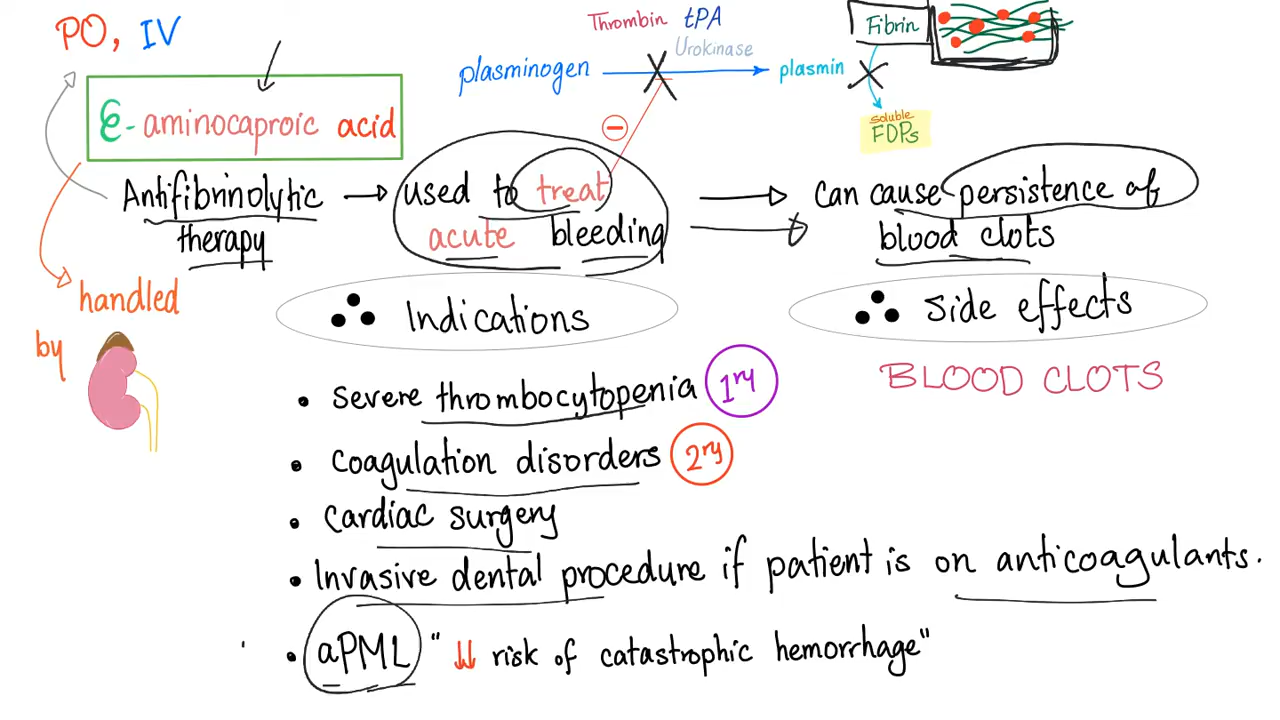 PO, IV
Thrombin tPA
Urokinase
plasminogen
plasmin
Fibrin
soluble
FDPs
Ɛ-aminocaproic acid
Antifibrinolytic
therapy
used to treat
acute bleeding
can cause persistence of
blood clots
handled
by
∴ Indications
∴ Side effects
BLOOD CLOTS
• severe thrombocytopenia 1ry
• coagulation disorders 2ry
• cardiac surgery
• Invasive dental procedure if patient is on anticoagulants.
• aPML "↓↓ risk of catastrophic hemorrhage"